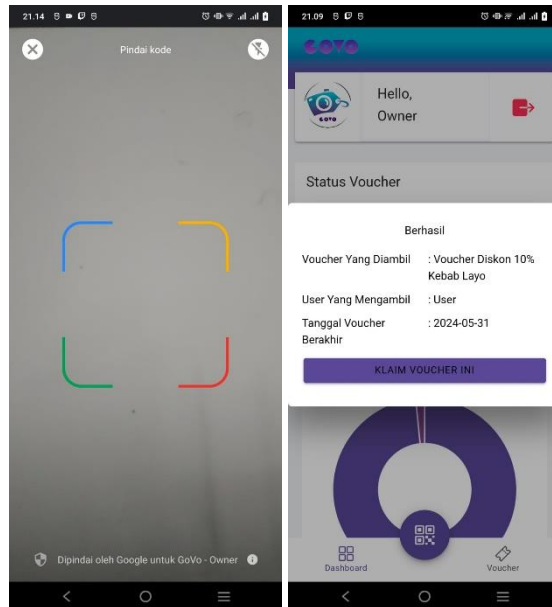 21.14
Pindai kode
Dipindai oleh Google untuk GoVo - Owner
21.09
GOVO
GOVO
Hello,
Owner
Status Voucher
Berhasil
Voucher Yang Diambil : Voucher Diskon 10%
Kebab Layo
User Yang Mengambil : User
Tanggal Voucher : 2024-05-31
Berakhir
KLAIM VOUCHER INI
Dashboard
Voucher